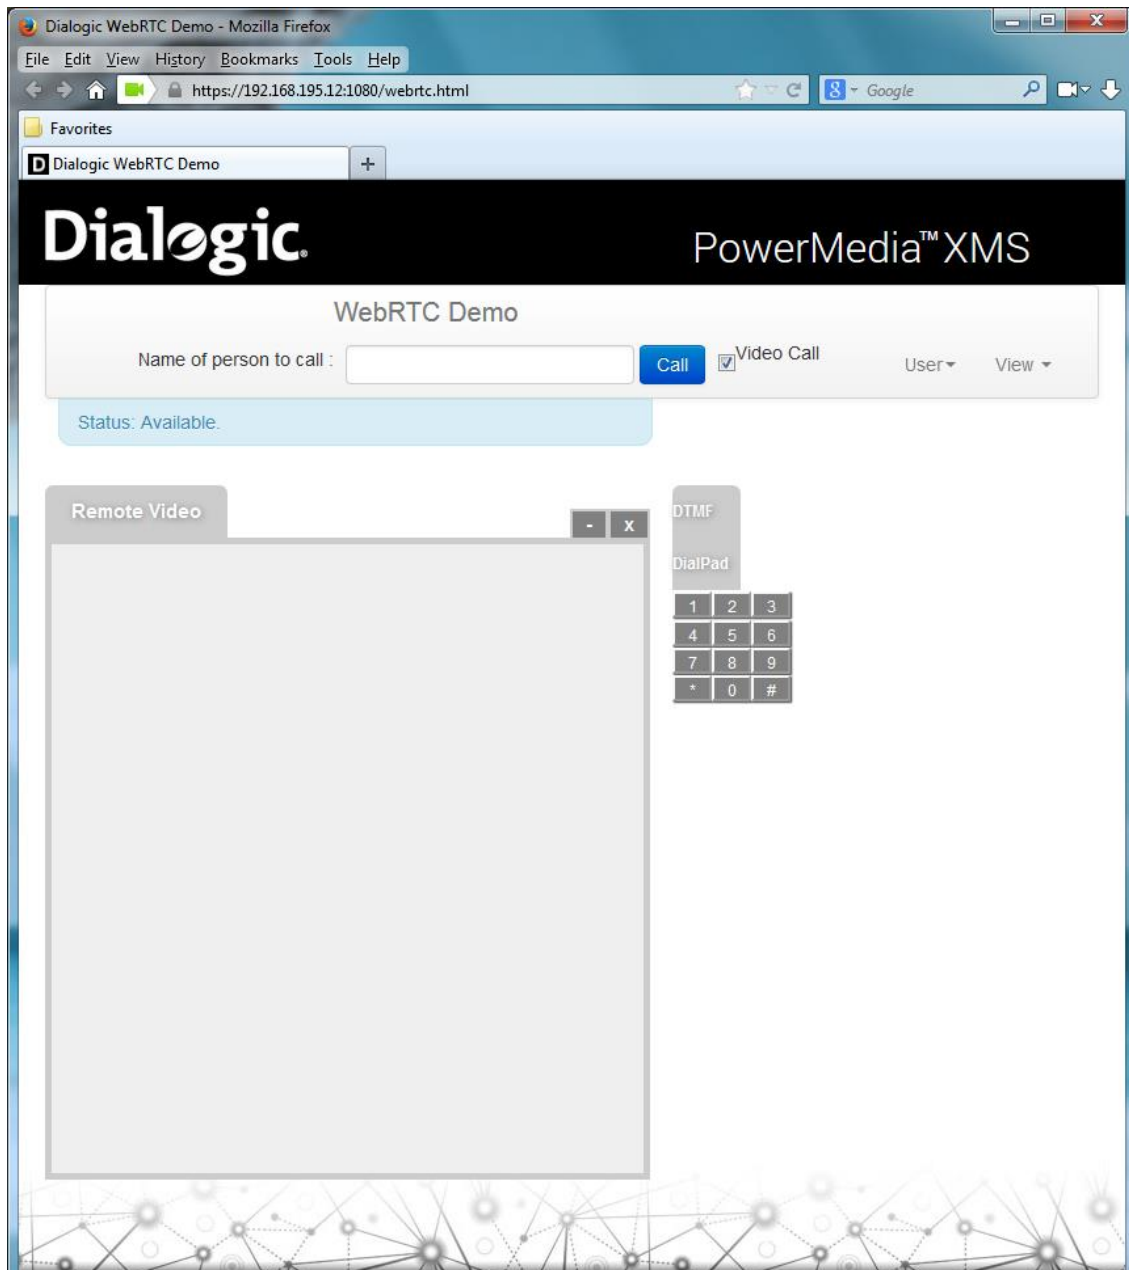 Dialogic WebRTC Demo - Mozilla Firefox
File Edit View History Bookmarks Tools Help
https://192.168.195.12:1080/webrtc.html
8 Google
Favorites
D Dialogic WebRTC Demo +
Dialogic®
PowerMedia™ XMS
WebRTC Demo
Name of person to call :
Call
Video Call
User
View
Status: Available.
Remote Video
- x
DTMF
DialPad
1 2 3
4 5 6
7 8 9
* 0 #